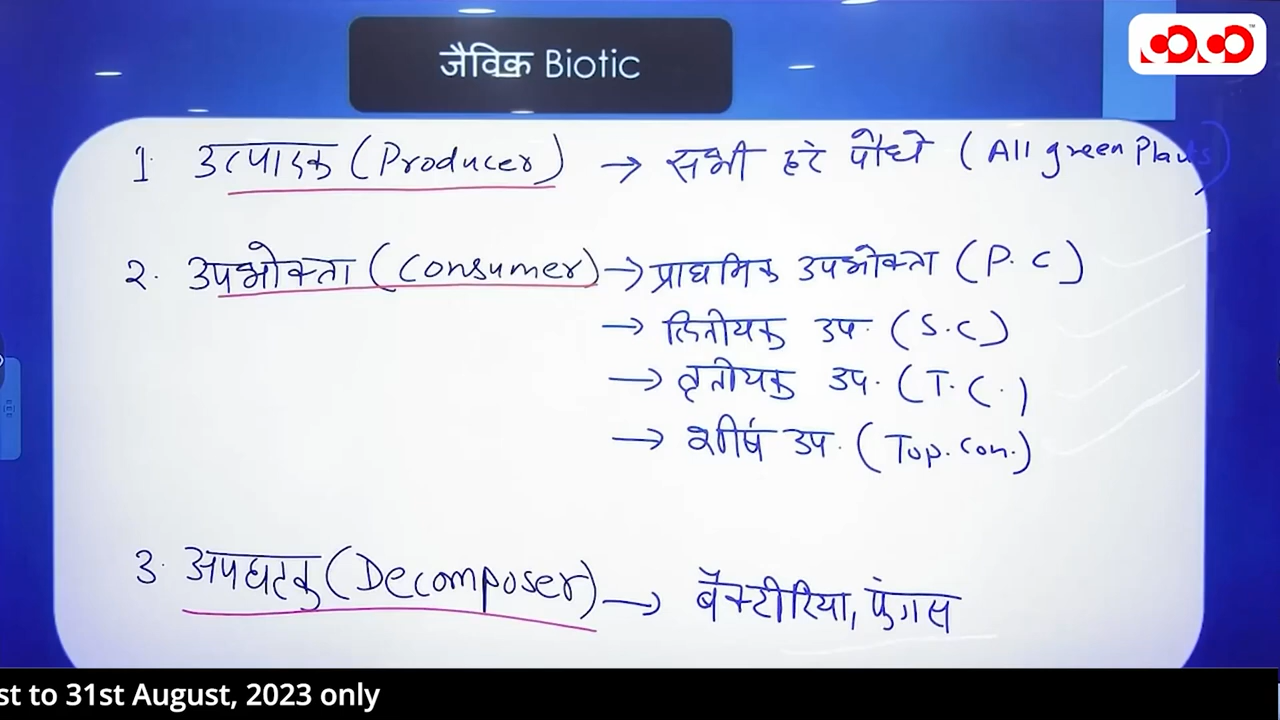 जैविक Biotic
1. उत्पादक (Producer) → सभी हरे पौधे (All green Plants)
२. उपभोक्ता (Consumer) → प्राथमिक उपभोक्ता (P.C)
→ द्वितीयक उप. (S.C)
→ तृतीयक उप. (T.C.)
→ शीर्ष उप. (Top. Con.)
3. अपघटक (Decomposer) → बैक्टीरिया, फंगस
st to 31st August, 2023 only